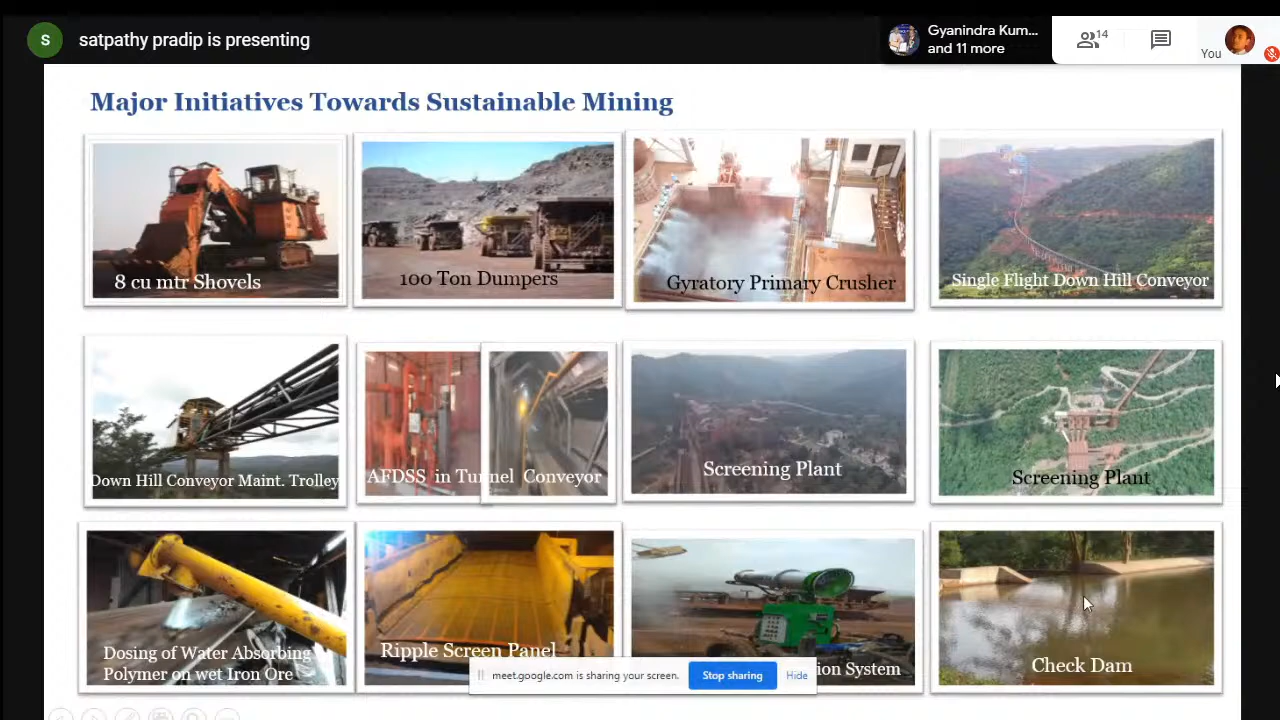 S
satpathy pradip is presenting
Gyanindra Kum...
and 11 more
14
You
Major Initiatives Towards Sustainable Mining
8 cu mtr Shovels
100 Ton Dumpers
Gyratory Primary Crusher
Single Flight Down Hill Conveyor
Down Hill Conveyor Maint. Trolley
AFDSS in Tunnel Conveyor
Screening Plant
Screening Plant
Dosing of Water Absorbing
Polymer on wet Iron Ore
Ripple Screen Panel
System
Check Dam
meet.google.com is sharing your screen.
Stop sharing
Hide